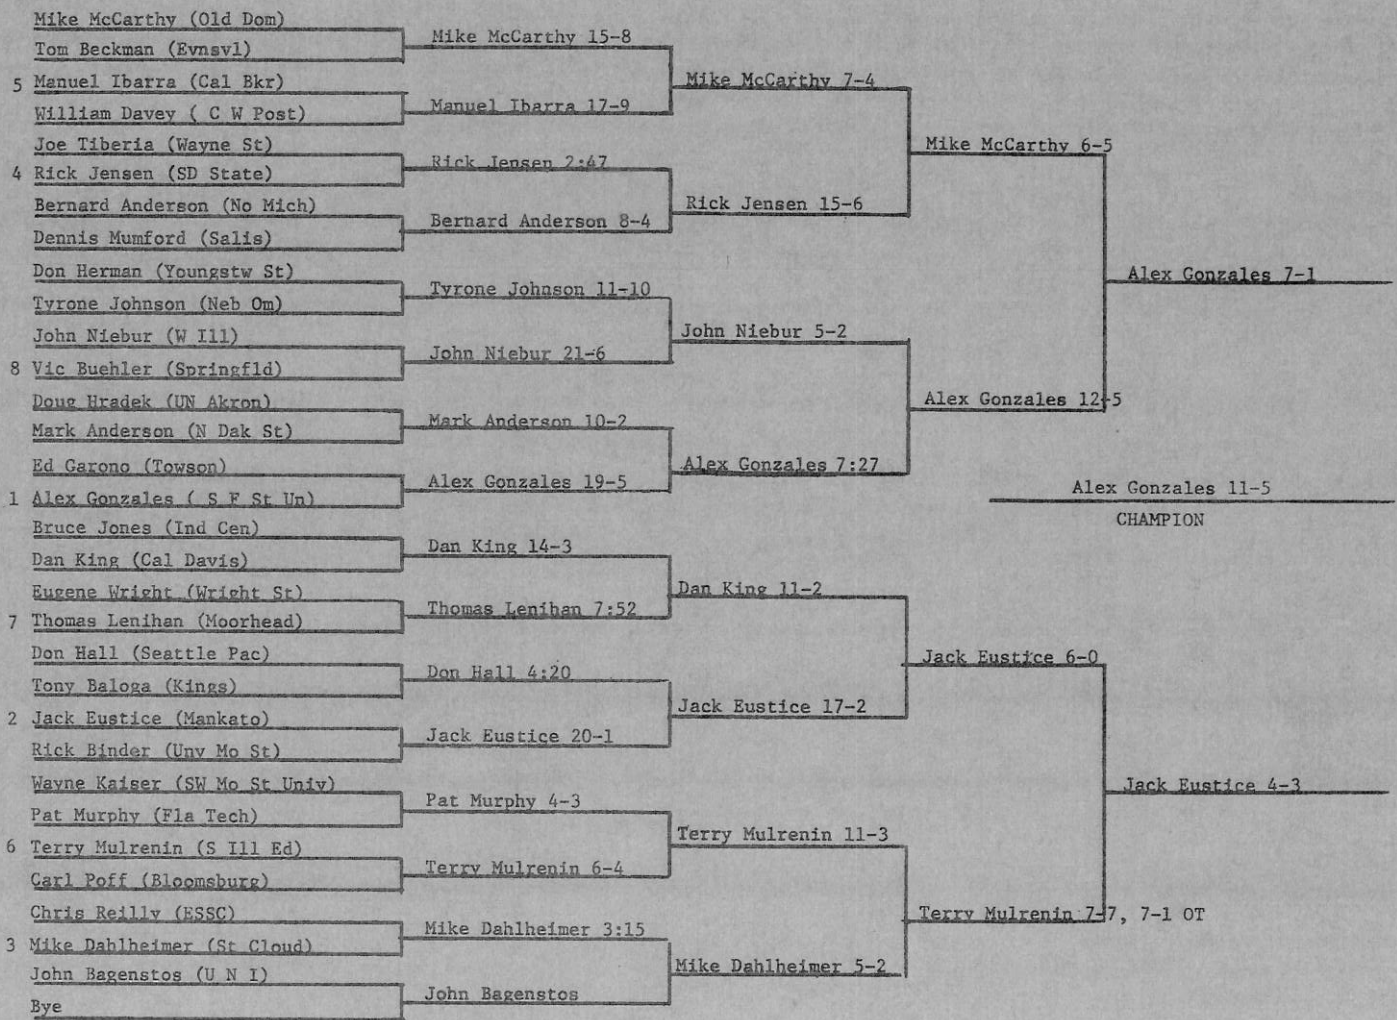 Mike McCarthy (Old Dom)
Tom Beckman (Evnsvl)
5 Manuel Ibarra (Cal Bkr)
William Davey ( C W Post)
Joe Tiberia (Wayne St)
4 Rick Jensen (SD State)
Bernard Anderson (No Mich)
Dennis Mumford (Salis)
Don Herman (Youngstw St)
Tyrone Johnson (Neb Om)
John Niebur (W Ill)
8 Vic Buehler (Springfld)
Doug Hradek (UN Akron)
Mark Anderson (N Dak St)
Ed Garono (Towson)
1 Alex Gonzales ( S F St Un)
Bruce Jones (Ind Cen)
Dan King (Cal Davis)
Eugene Wright (Wright St)
7 Thomas Lenihan (Moorhead)
Don Hall (Seattle Pac)
Tony Baloga (Kings)
2 Jack Eustice (Mankato)
Rick Binder (Unv Mo St)
Wayne Kaiser (SW Mo St Univ)
Pat Murphy (Fla Tech)
6 Terry Mulrenin (S Ill Ed)
Carl Poff (Bloomsburg)
Chris Reilly (ESSC)
3 Mike Dahlheimer (St Cloud)
John Bagenstos (U N I)
Bye
Mike McCarthy 15-8
Manuel Ibarra 17-9
Rick Jensen 2:47
Bernard Anderson 8-4
Tyrone Johnson 11-10
John Niebur 21-6
Mark Anderson 10-2
Alex Gonzales 19-5
Dan King 14-3
Thomas Lenihan 7:52
Don Hall 4:20
Jack Eustice 20-1
Pat Murphy 4-3
Terry Mulrenin 6-4
Mike Dahlheimer 3:15
John Bagenstos
Mike McCarthy 7-4
Rick Jensen 15-6
John Niebur 5-2
Alex Gonzales 7:27
Dan King 11-2
Jack Eustice 17-2
Terry Mulrenin 11-3
Mike Dahlheimer 5-2
Mike McCarthy 6-5
Alex Gonzales 12-5
Jack Eustice 6-0
Terry Mulrenin 7-7, 7-1 OT
Alex Gonzales 7-1
Jack Eustice 4-3
Alex Gonzales 11-5
CHAMPION